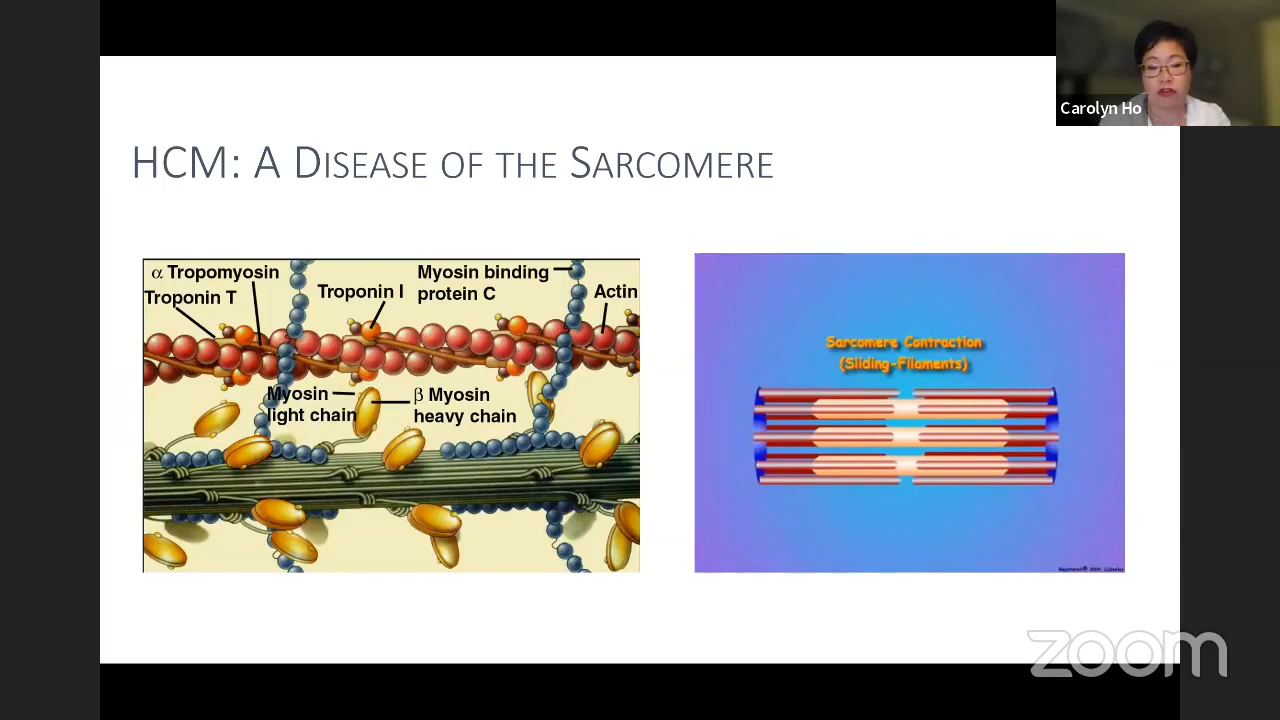 Carolyn Ho
HCM: A Disease of the Sarcomere
α Tropomyosin
Troponin T
Troponin I
Myosin binding
protein C
Actin
Myosin
light chain
β Myosin
heavy chain
Sarcomere Contraction
(Sliding-Filaments)
zoom